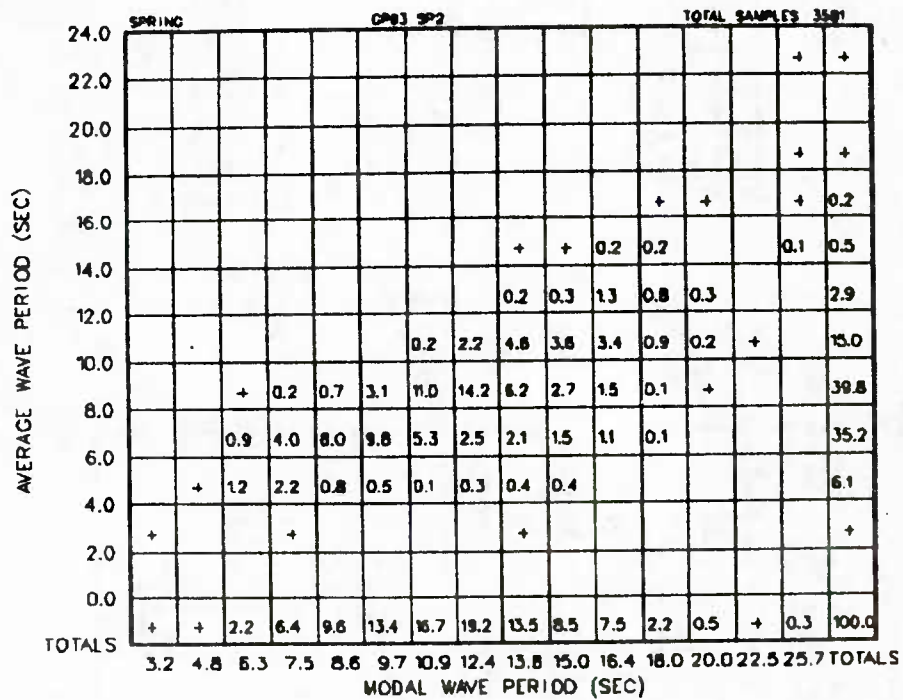 SPRING CP03 SP2 TOTAL SAMPLES 3581
24.0
+ +
22.0
20.0
+ +
18.0
+ + + 0.2
16.0
+ + 0.2 0.2 0.1 0.5
14.0
0.2 0.3 1.3 0.8 0.3 2.9
12.0
0.2 2.2 4.6 3.6 3.4 0.9 0.2 + 15.0
10.0
+ 0.2 0.7 3.1 11.0 14.2 6.2 2.7 1.5 0.1 + 39.8
8.0
0.9 4.0 8.0 9.8 5.3 2.5 2.1 1.5 1.1 0.1 35.2
6.0
+ 1.2 2.2 0.8 0.5 0.1 0.3 0.4 0.4 6.1
4.0
+ + + +
2.0
0.0
TOTALS + + 2.2 6.4 9.6 13.4 16.7 19.2 13.5 8.5 7.5 2.2 0.5 + 0.3 100.0
3.2 4.8 6.3 7.5 8.6 9.7 10.9 12.4 13.8 15.0 16.4 18.0 20.0 22.5 25.7 TOTALS
MODAL WAVE PERIOD (SEC)
AVERAGE WAVE PERIOD (SEC)